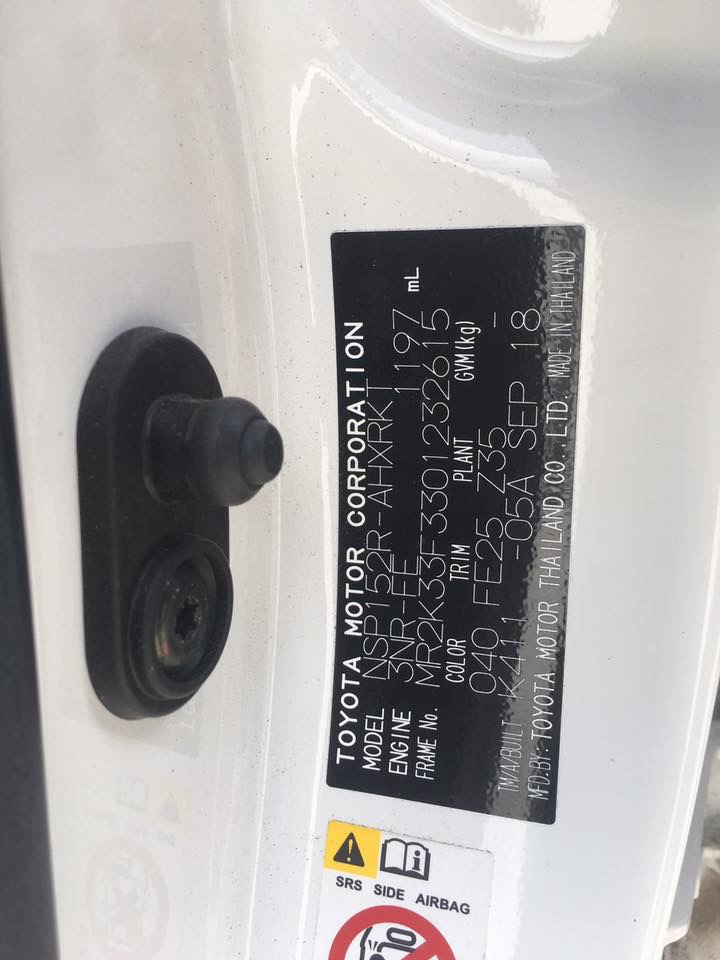 TOYOTA MOTOR CORPORATION
MODEL NSP152R-AHXRKT
ENGINE 3NR-EE 1197 mL
FRAME No. MR2K33F3301232615
COLOR TRIM PLANT GVM(kg)
040 FE25 Z35 -
TM/A/BUILT K411 -05A SEP 18
MFD.BY: TOYOTA MOTOR THAILAND CO., LTD. MADE IN THAILAND
SRS SIDE AIRBAG